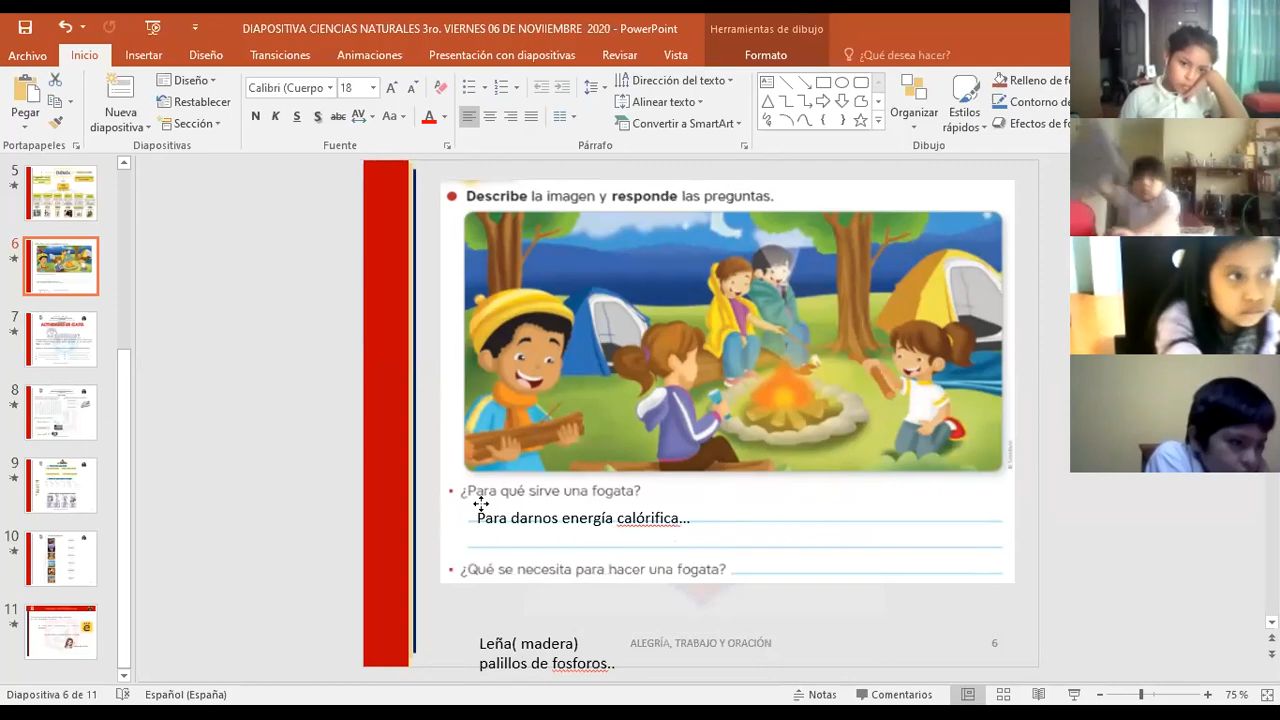 DIAPOSITIVA CIENCIAS NATURALES 3ro. VIERNES 06 DE NOVIIEMBRE 2020 - PowerPoint
Herramientas de dibujo
Archivo Inicio Insertar Diseño Transiciones Animaciones Presentación con diapositivas Revisar Vista Formato ¿Qué desea hacer?
Pegar
Portapapeles
Nueva diapositiva
Diseño
Restablecer
Sección
Diapositivas
Calibri (Cuerpo 18
N K S S abc AV Aa A
Fuente
Dirección del texto
Alinear texto
Convertir a SmartArt
Párrafo
Organizar
Estilos rápidos
Relleno de f
Contorno de
Efectos de fo
Dibujo
5
6
7
8
9
10
11
Describe la imagen y responde las preguntas.
¿Para qué sirve una fogata?
Para darnos energía calórifica...
¿Qué se necesita para hacer una fogata?
Leña( madera)
palillos de fosforos..
ALEGRÍA, TRABAJO Y ORACIÓN
6
Diapositiva 6 de 11 Español (España) Notas Comentarios 75 %